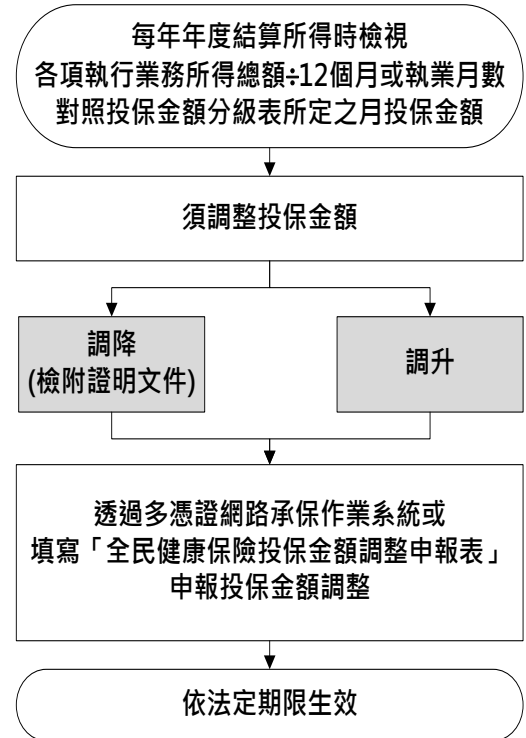 每年年度結算所得時檢視
各項執行業務所得總額÷12個月或執業月數
對照投保金額分級表所定之月投保金額
須調整投保金額
調降
(檢附證明文件)
調升
透過多憑證網路承保作業系統或
填寫「全民健康保險投保金額調整申報表」
申報投保金額調整
依法定期限生效